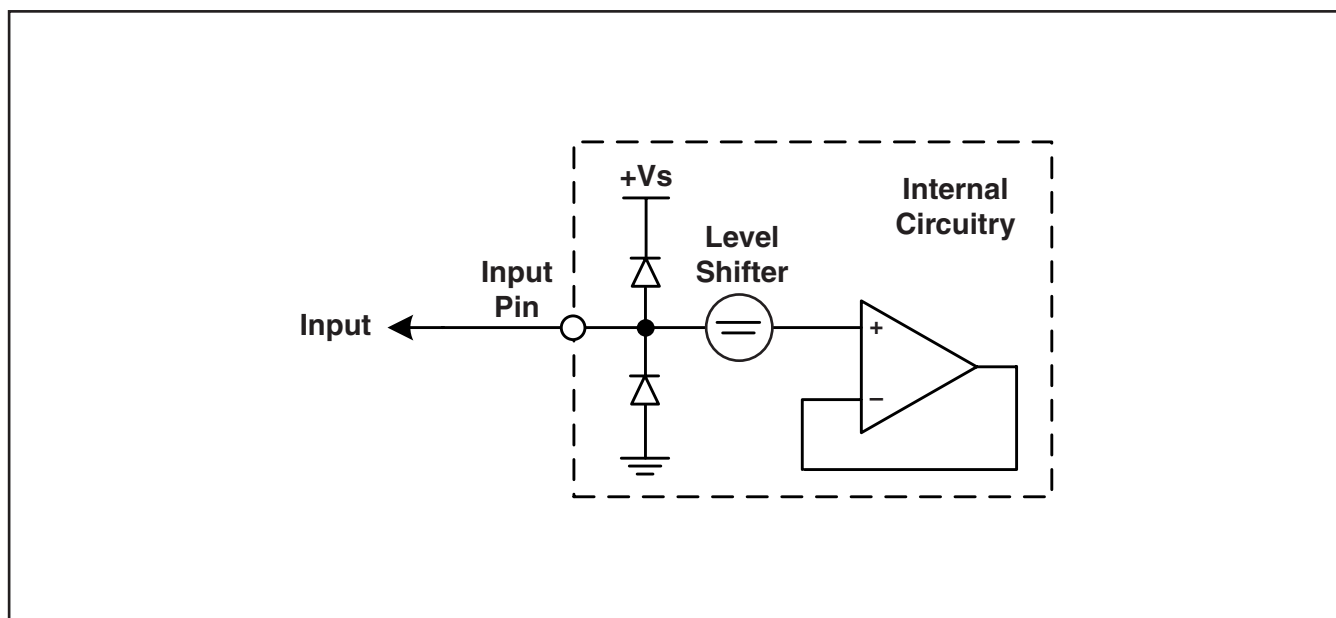 +Vs
Internal
Circuitry
Level
Shifter
Input
Pin
Input
+
−